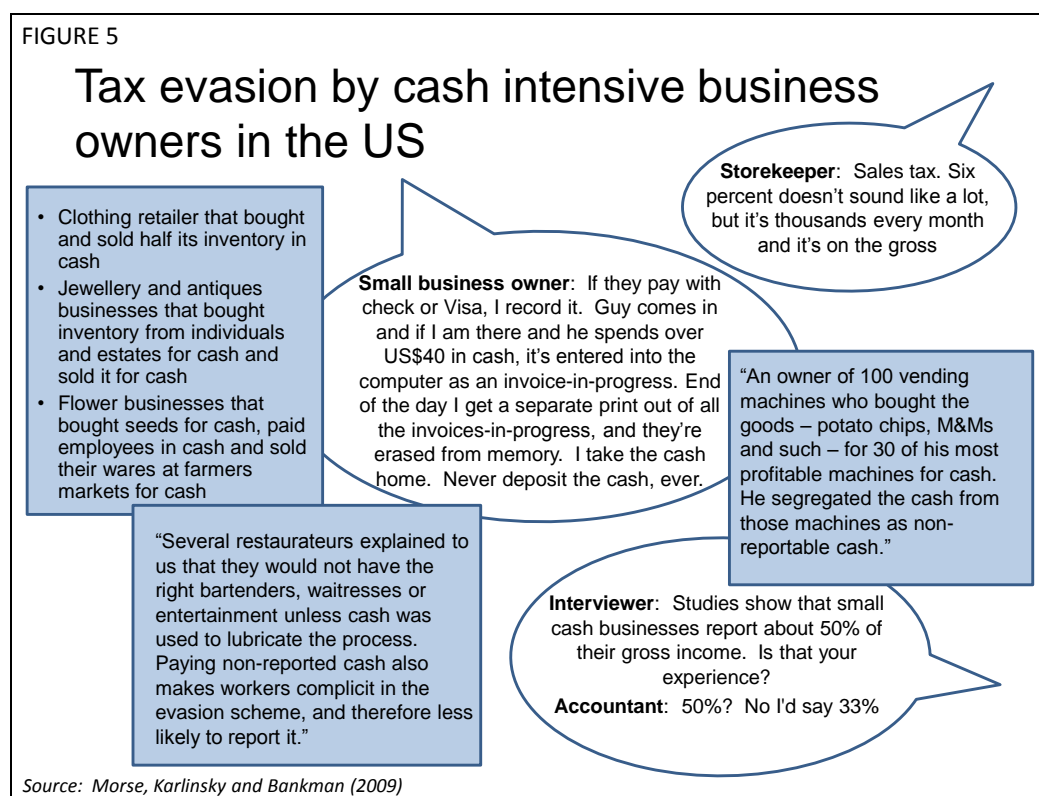 FIGURE 5
Tax evasion by cash intensive business
owners in the US
Storekeeper:  Sales tax. Six
percent doesn’t sound like a lot,
but it’s thousands every month
and it’s on the gross
• Clothing retailer that bought
and sold half its inventory in
cash
• Jewellery and antiques
businesses that bought
inventory from individuals
and estates for cash and
sold it for cash
• Flower businesses that
bought seeds for cash, paid
employees in cash and sold
their wares at farmers
markets for cash
Small business owner:  If they pay with
check or Visa, I record it.  Guy comes in
and if I am there and he spends over
US$40 in cash, it’s entered into the
computer as an invoice-in-progress. End
of the day I get a separate print out of all
the invoices-in-progress, and they’re
erased from memory.  I take the cash
home.  Never deposit the cash, ever.
“An owner of 100 vending
machines who bought the
goods – potato chips, M&Ms
and such – for 30 of his most
profitable machines for cash.
He segregated the cash from
those machines as non-
reportable cash.”
“Several restaurateurs explained to
us that they would not have the
right bartenders, waitresses or
entertainment unless cash was
used to lubricate the process.
Paying non-reported cash also
makes workers complicit in the
evasion scheme, and therefore less
likely to report it.”
Interviewer:  Studies show that small
cash businesses report about 50% of
their gross income.  Is that your
experience?
Accountant:  50%?  No I'd say 33%
Source:  Morse, Karlinsky and Bankman (2009)